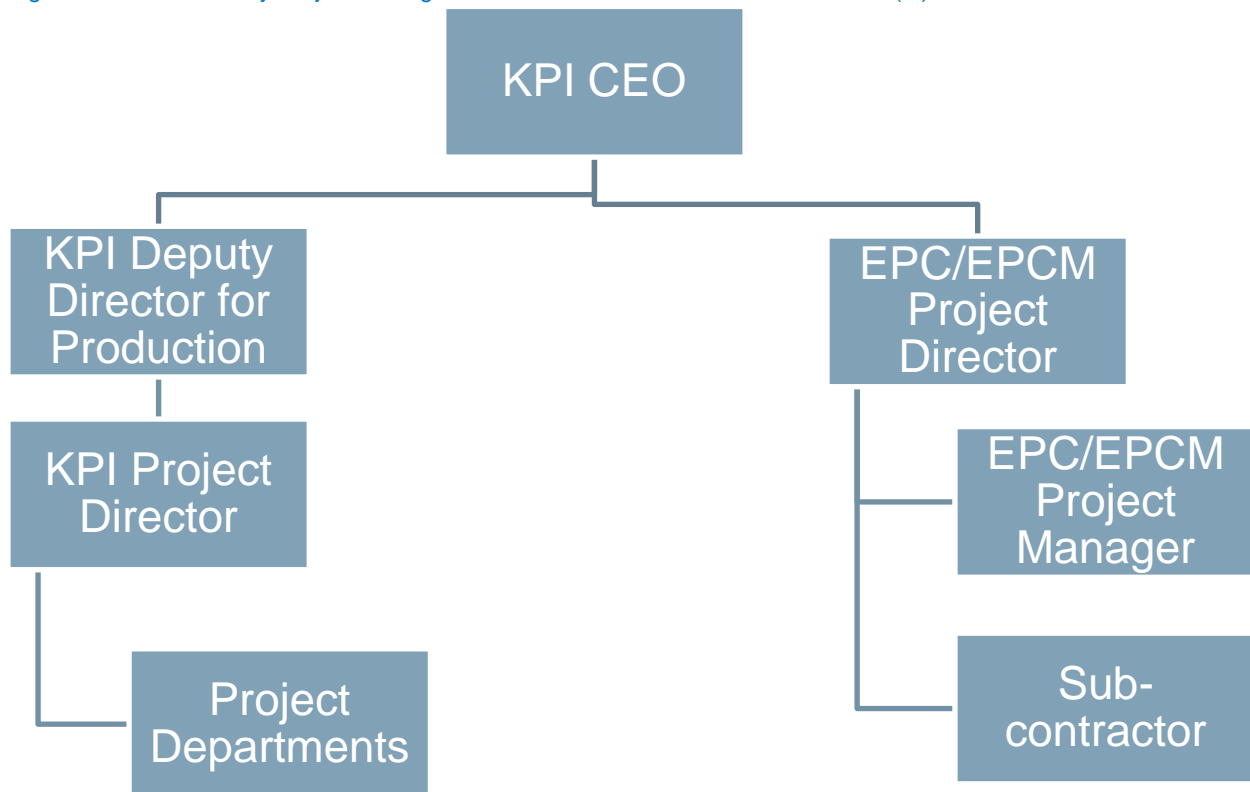 KPI CEO
KPI Deputy
Director for
Production
EPC/EPCM
Project
Director
KPI Project
Director
EPC/EPCM
Project
Manager
Project
Departments
Sub-
contractor